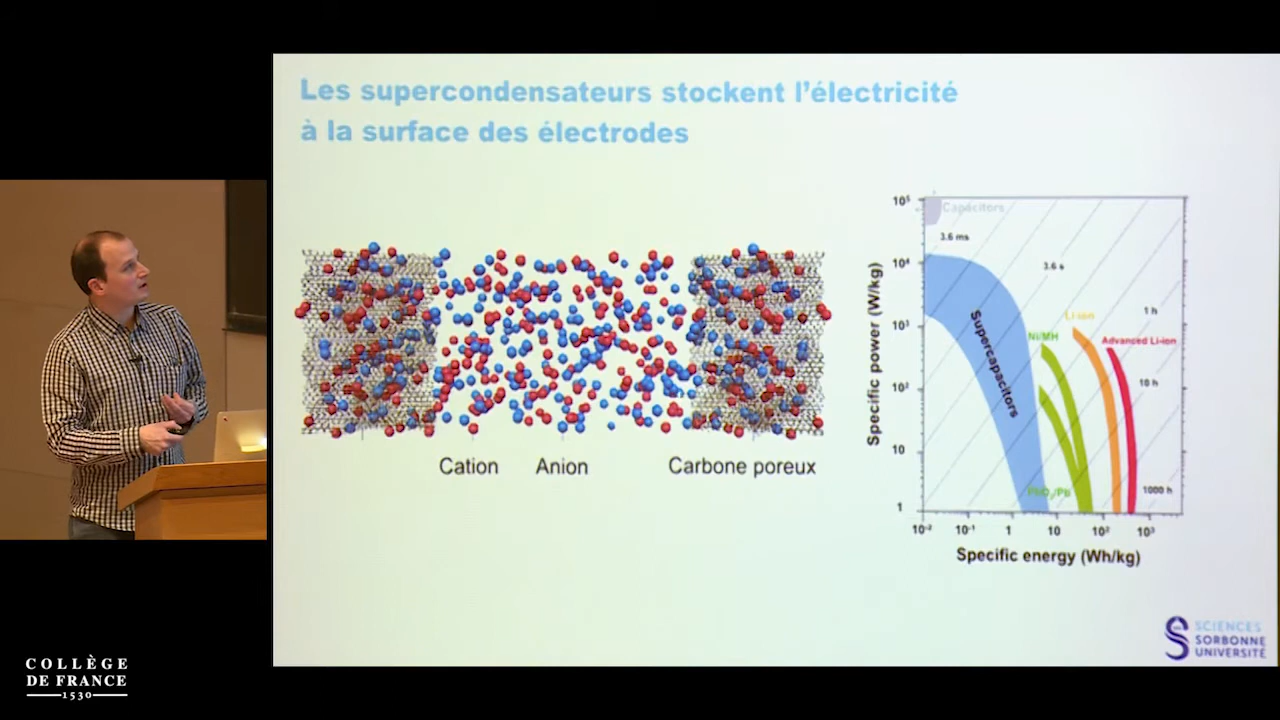 Les supercondensateurs stockent l'électricité
à la surface des électrodes
Cation
Anion
Carbone poreux
Specific power (W/kg)
10⁵
10⁴
10³
10²
10
1
Capacitors
3.6 ms
3.6 s
1 h
10 h
1000 h
Supercapacitors
Ni/MH
Li-ion
Advanced Li-ion
PbO₂/Pb
10⁻²
10⁻¹
1
10
10²
10³
Specific energy (Wh/kg)
SCIENCES
SORBONNE
UNIVERSITÉ
COLLÈGE
DE FRANCE
1530